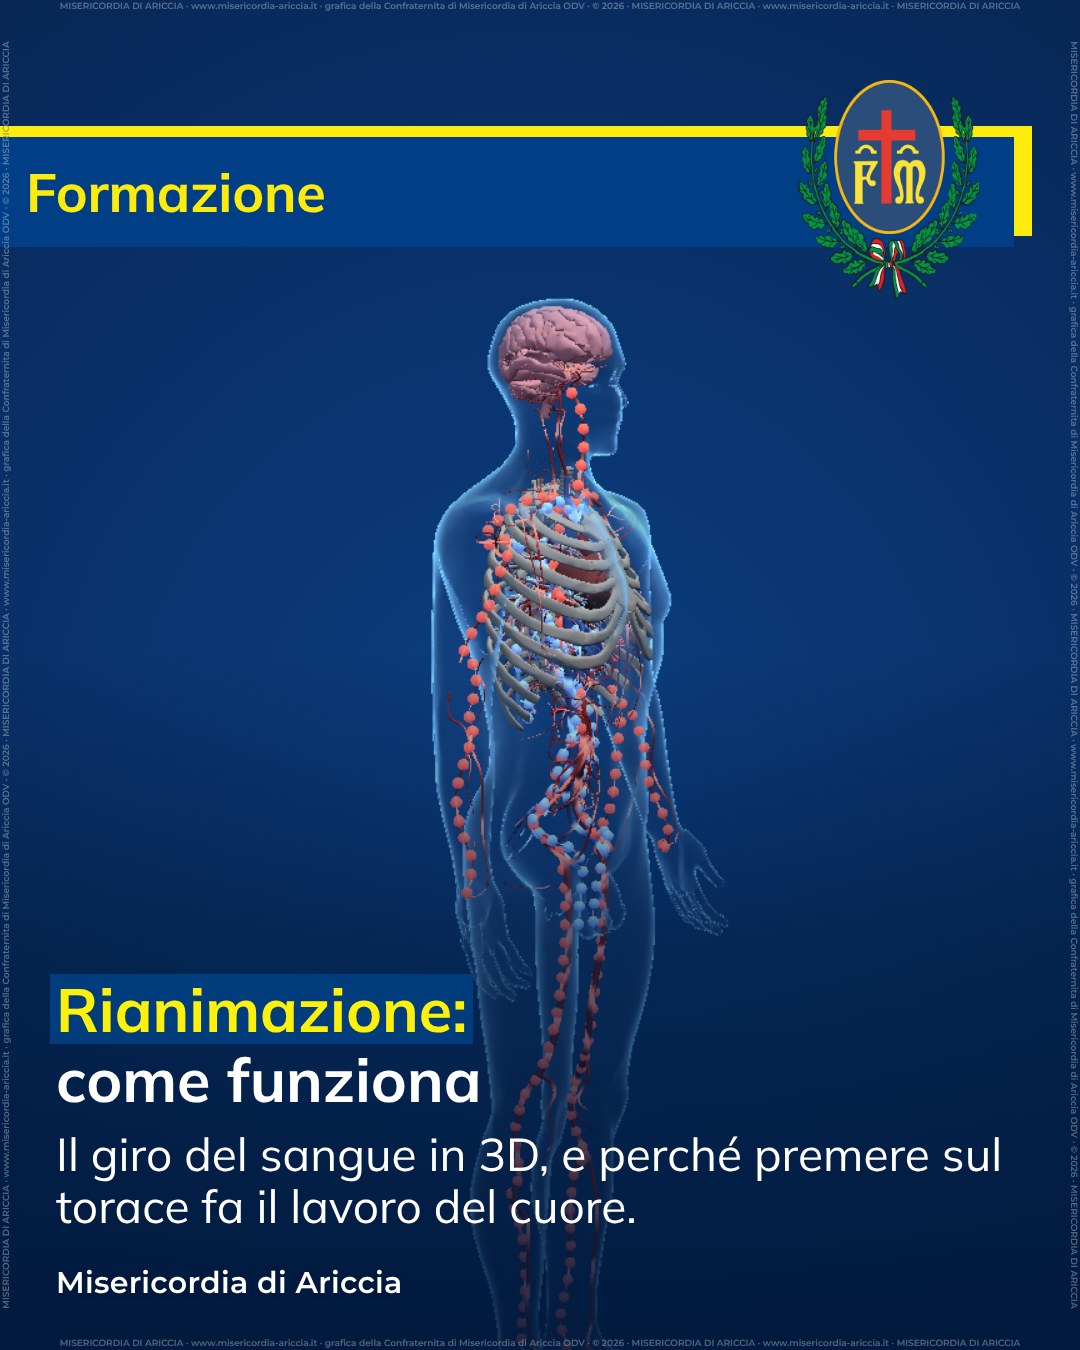 MISERICORDIA DI ARICCIA · www.misericordia-ariccia.it · grafica della Confraternita di Misericordia di Ariccia ODV · © 2026 · MISERICORDIA DI ARICCIA · www.misericordia-ariccia.it · MISERICORDIA DI ARICCIA
Formazione
F M
Rianimazione:
come funziona
Il giro del sangue in 3D, e perché premere sul
torace fa il lavoro del cuore.
Misericordia di Ariccia
MISERICORDIA DI ARICCIA · www.misericordia-ariccia.it · grafica della Confraternita di Misericordia di Ariccia ODV · © 2026 · MISERICORDIA DI ARICCIA · www.misericordia-ariccia.it · MISERICORDIA DI ARICCIA